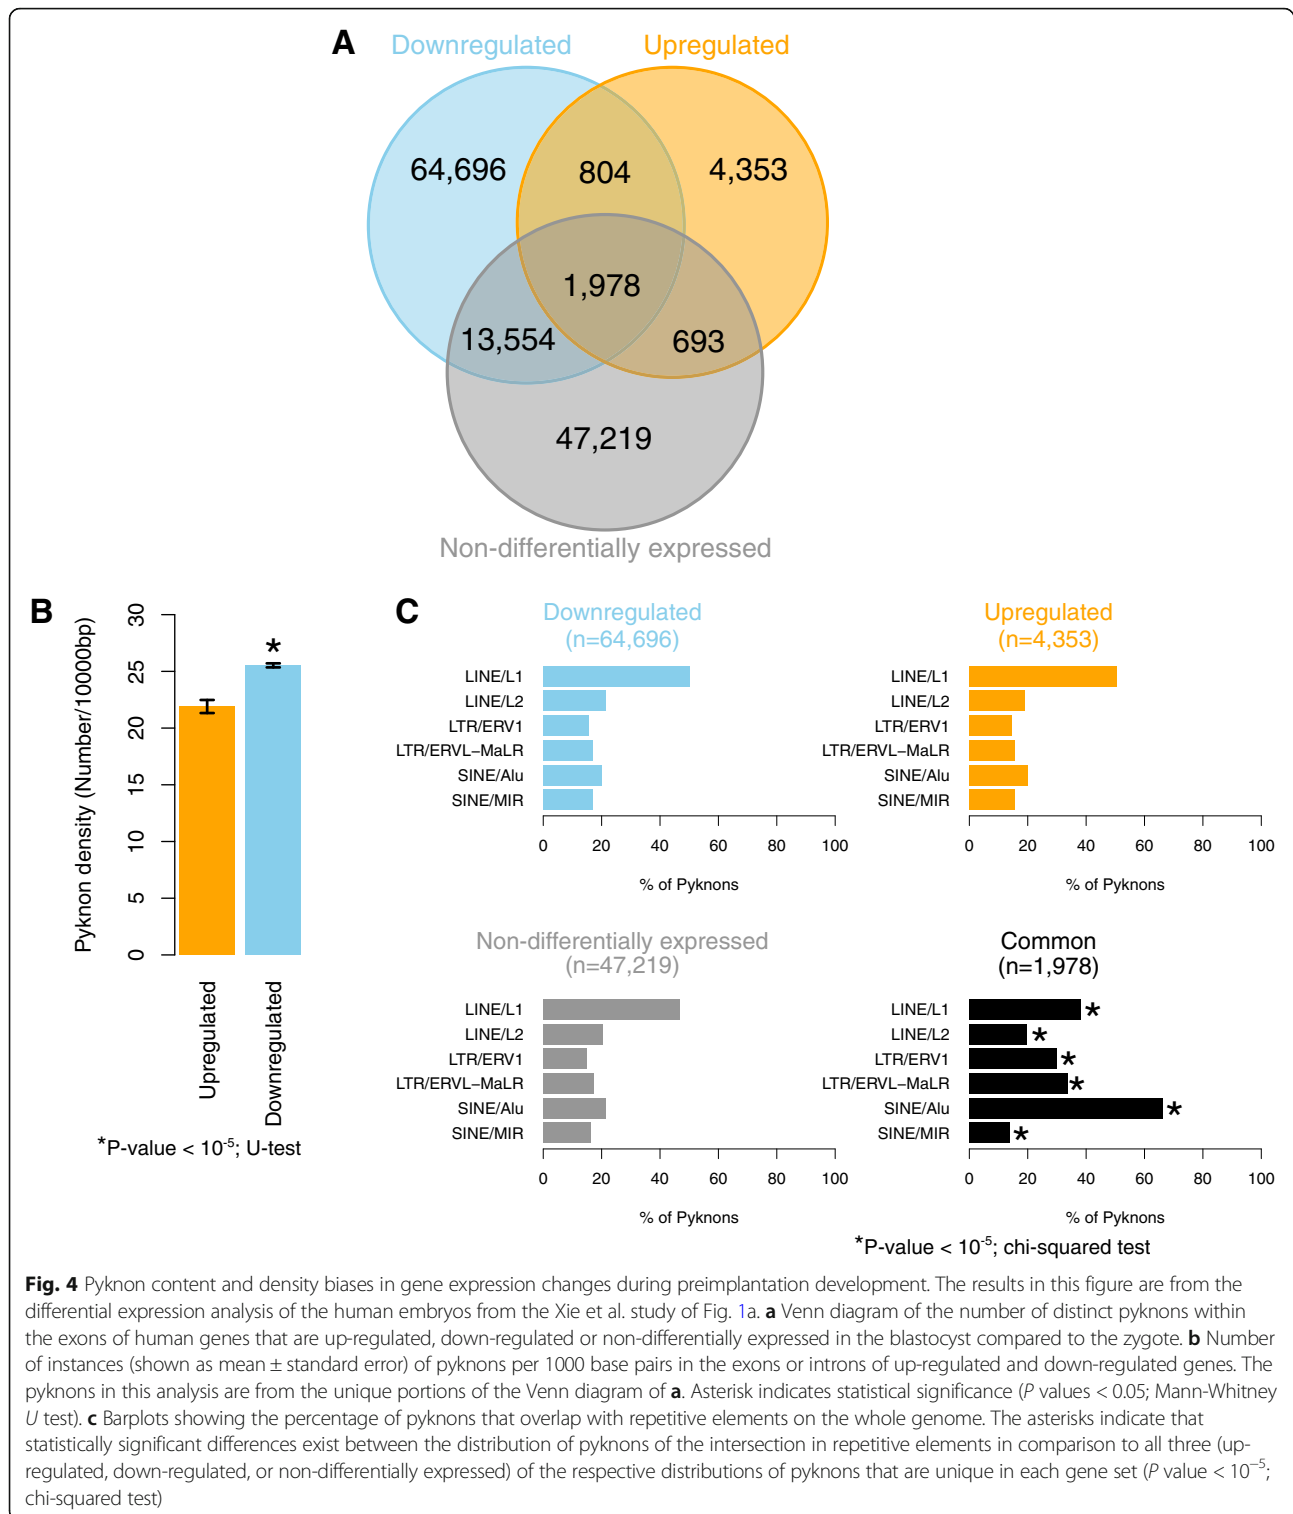 A
Downregulated
Upregulated
64,696
804
4,353
1,978
13,554
693
47,219
Non-differentially expressed
B
Pyknon density (Number/10000bp)
30
25
20
15
10
5
0
*
Upregulated
Downregulated
*P-value < 10-5; U-test
C
Downregulated
(n=64,696)
LINE/L1
LINE/L2
LTR/ERV1
LTR/ERVL−MaLR
SINE/Alu
SINE/MIR
0 20 40 60 80 100
% of Pyknons
Upregulated
(n=4,353)
LINE/L1
LINE/L2
LTR/ERV1
LTR/ERVL−MaLR
SINE/Alu
SINE/MIR
0 20 40 60 80 100
% of Pyknons
Non-differentially expressed
(n=47,219)
LINE/L1
LINE/L2
LTR/ERV1
LTR/ERVL−MaLR
SINE/Alu
SINE/MIR
0 20 40 60 80 100
% of Pyknons
Common
(n=1,978)
LINE/L1 *
LINE/L2 *
LTR/ERV1 *
LTR/ERVL−MaLR *
SINE/Alu *
SINE/MIR *
0 20 40 60 80 100
% of Pyknons
*P-value < 10-5; chi-squared test
Fig. 4 Pyknon content and density biases in gene expression changes during preimplantation development. The results in this figure are from the
differential expression analysis of the human embryos from the Xie et al. study of Fig. 1a. a Venn diagram of the number of distinct pyknons within
the exons of human genes that are up-regulated, down-regulated or non-differentially expressed in the blastocyst compared to the zygote. b Number
of instances (shown as mean ± standard error) of pyknons per 1000 base pairs in the exons or introns of up-regulated and down-regulated genes. The
pyknons in this analysis are from the unique portions of the Venn diagram of a. Asterisk indicates statistical significance (P values < 0.05; Mann-Whitney
U test). c Barplots showing the percentage of pyknons that overlap with repetitive elements on the whole genome. The asterisks indicate that
statistically significant differences exist between the distribution of pyknons of the intersection in repetitive elements in comparison to all three (up-
regulated, down-regulated, or non-differentially expressed) of the respective distributions of pyknons that are unique in each gene set (P value < 10−5;
chi-squared test)